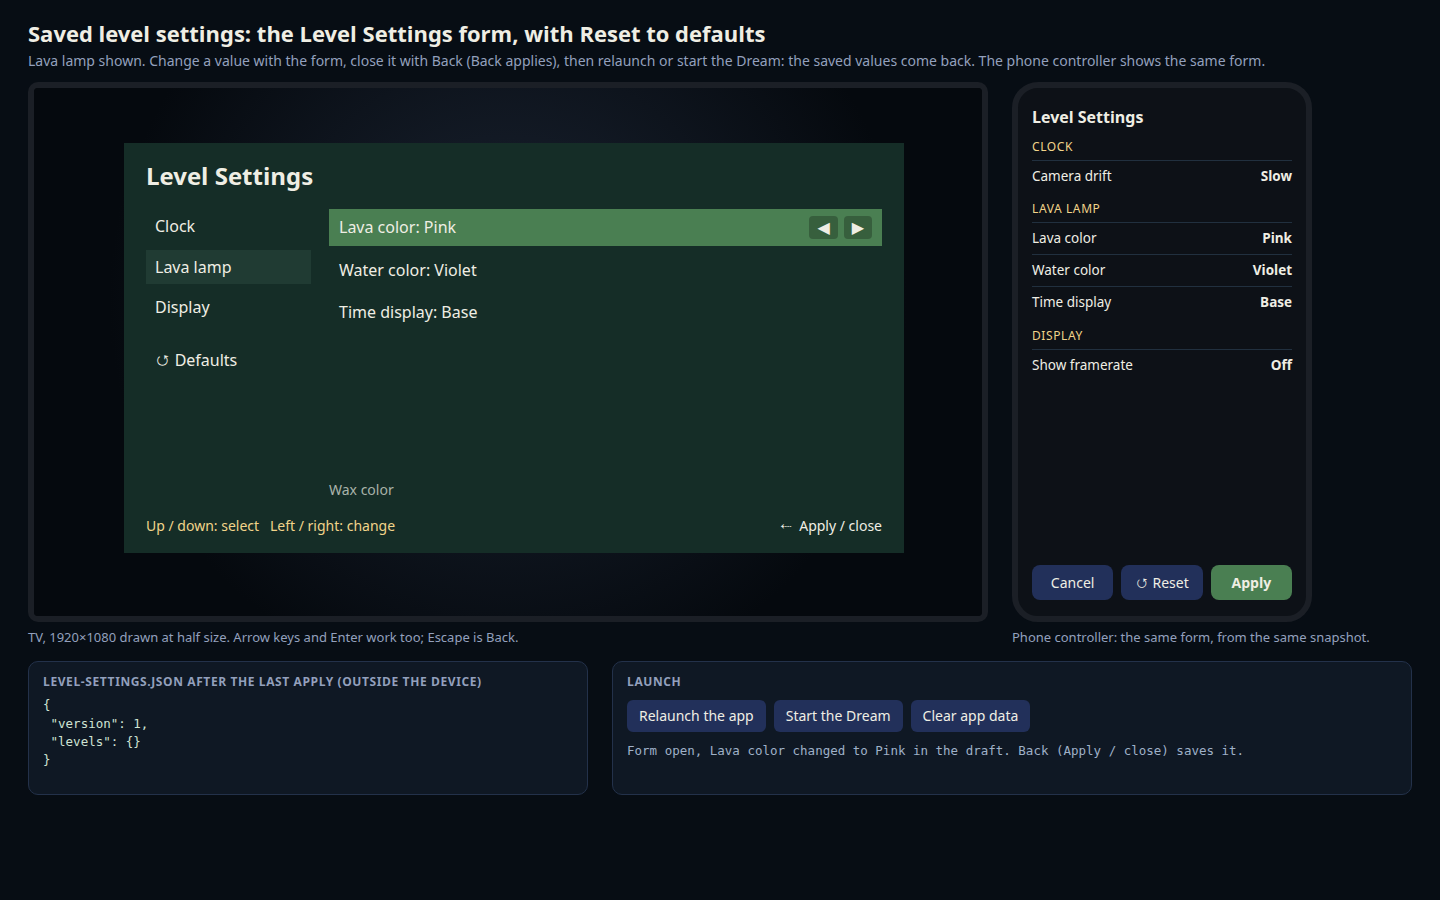 Saved level settings: the Level Settings form, with Reset to defaults
Lava lamp shown. Change a value with the form, close it with Back (Back applies), then relaunch or start the Dream: the saved values come back. The phone controller shows the same form.
Level Settings
Clock
Lava lamp
Display
↺ Defaults
Lava color: Pink ◀ ▶
Water color: Violet
Time display: Base
Wax color
Up / down: select Left / right: change
← Apply / close
Level Settings
CLOCK
Camera drift Slow
LAVA LAMP
Lava color Pink
Water color Violet
Time display Base
DISPLAY
Show framerate Off
Cancel ↺ Reset Apply
TV, 1920×1080 drawn at half size. Arrow keys and Enter work too; Escape is Back.
Phone controller: the same form, from the same snapshot.
LEVEL-SETTINGS.JSON AFTER THE LAST APPLY (OUTSIDE THE DEVICE)
{
"version": 1,
"levels": {}
}
LAUNCH
Relaunch the app Start the Dream Clear app data
Form open, Lava color changed to Pink in the draft. Back (Apply / close) saves it.